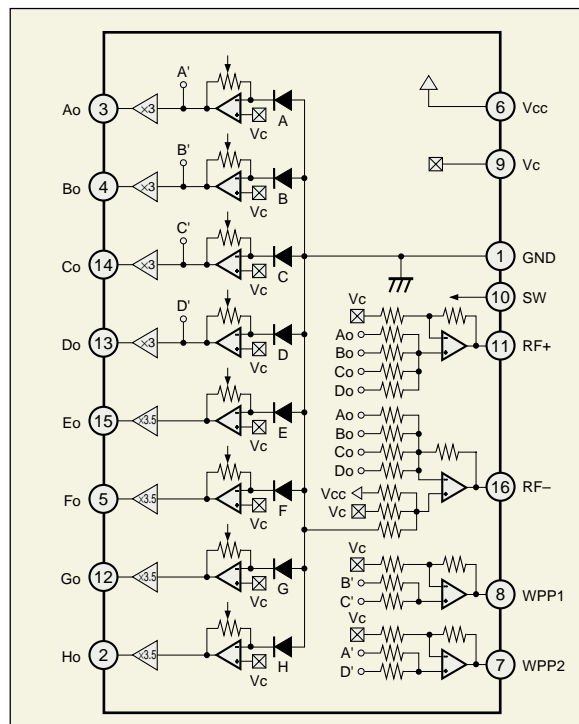 A'
Ao 3 ×3 A Vc
6 Vcc
B'
Bo 4 ×3 B Vc
9 Vc
C'
Co 14 ×3 C Vc
1 GND
10 SW
D'
Do 13 ×3 D Vc
Vc
Ao
Bo
Co
Do
11 RF+
Eo 15 ×3.5 E Vc
Ao
Bo
Co
Do
Vcc
Vc
16 RF–
Fo 5 ×3.5 F Vc
Go 12 ×3.5 G Vc
Vc
B'
C'
8 WPP1
Ho 2 ×3.5 H Vc
Vc
A'
D'
7 WPP2